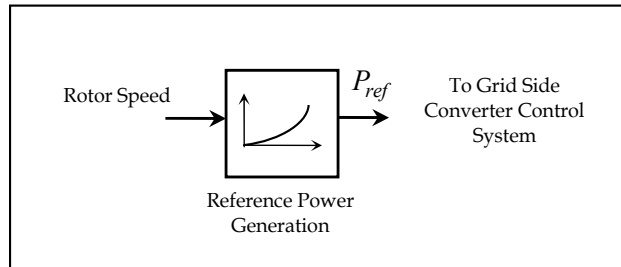 Rotor Speed
P_ref
To Grid Side
Converter Control
System
Reference Power
Generation